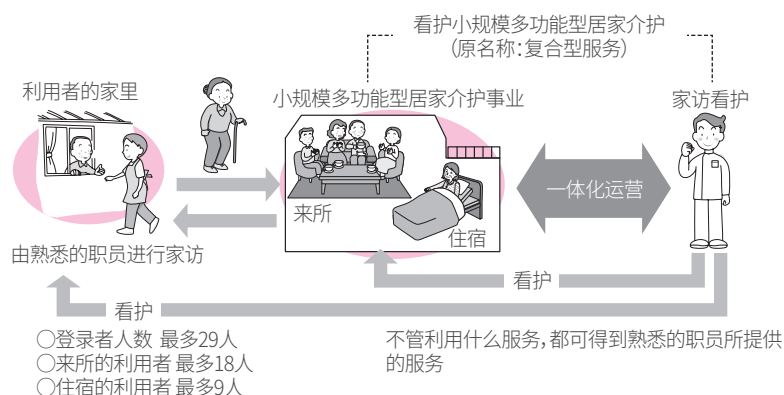 看护小规模多功能型居家介护
(原名称:复合型服务)
利用者的家里
小规模多功能型居家介护事业
家访看护
一体化运营
来所
住宿
由熟悉的职员进行家访
看护
看护
○登录者人数 最多29人
○来所的利用者 最多18人
○住宿的利用者 最多9人
不管利用什么服务,都可得到熟悉的职员所提供
的服务